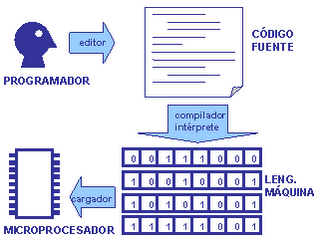 editor
CÓDIGO
FUENTE
PROGRAMADOR
compilador
intérprete
0 0 1 1 1 0 0 0
1 0 0 1 0 0 0 1
LENG.
MÁQUINA
cargador
1 0 1 0 1 0 0 1
1 1 1 1 0 0 0 0
MICROPROCESADOR